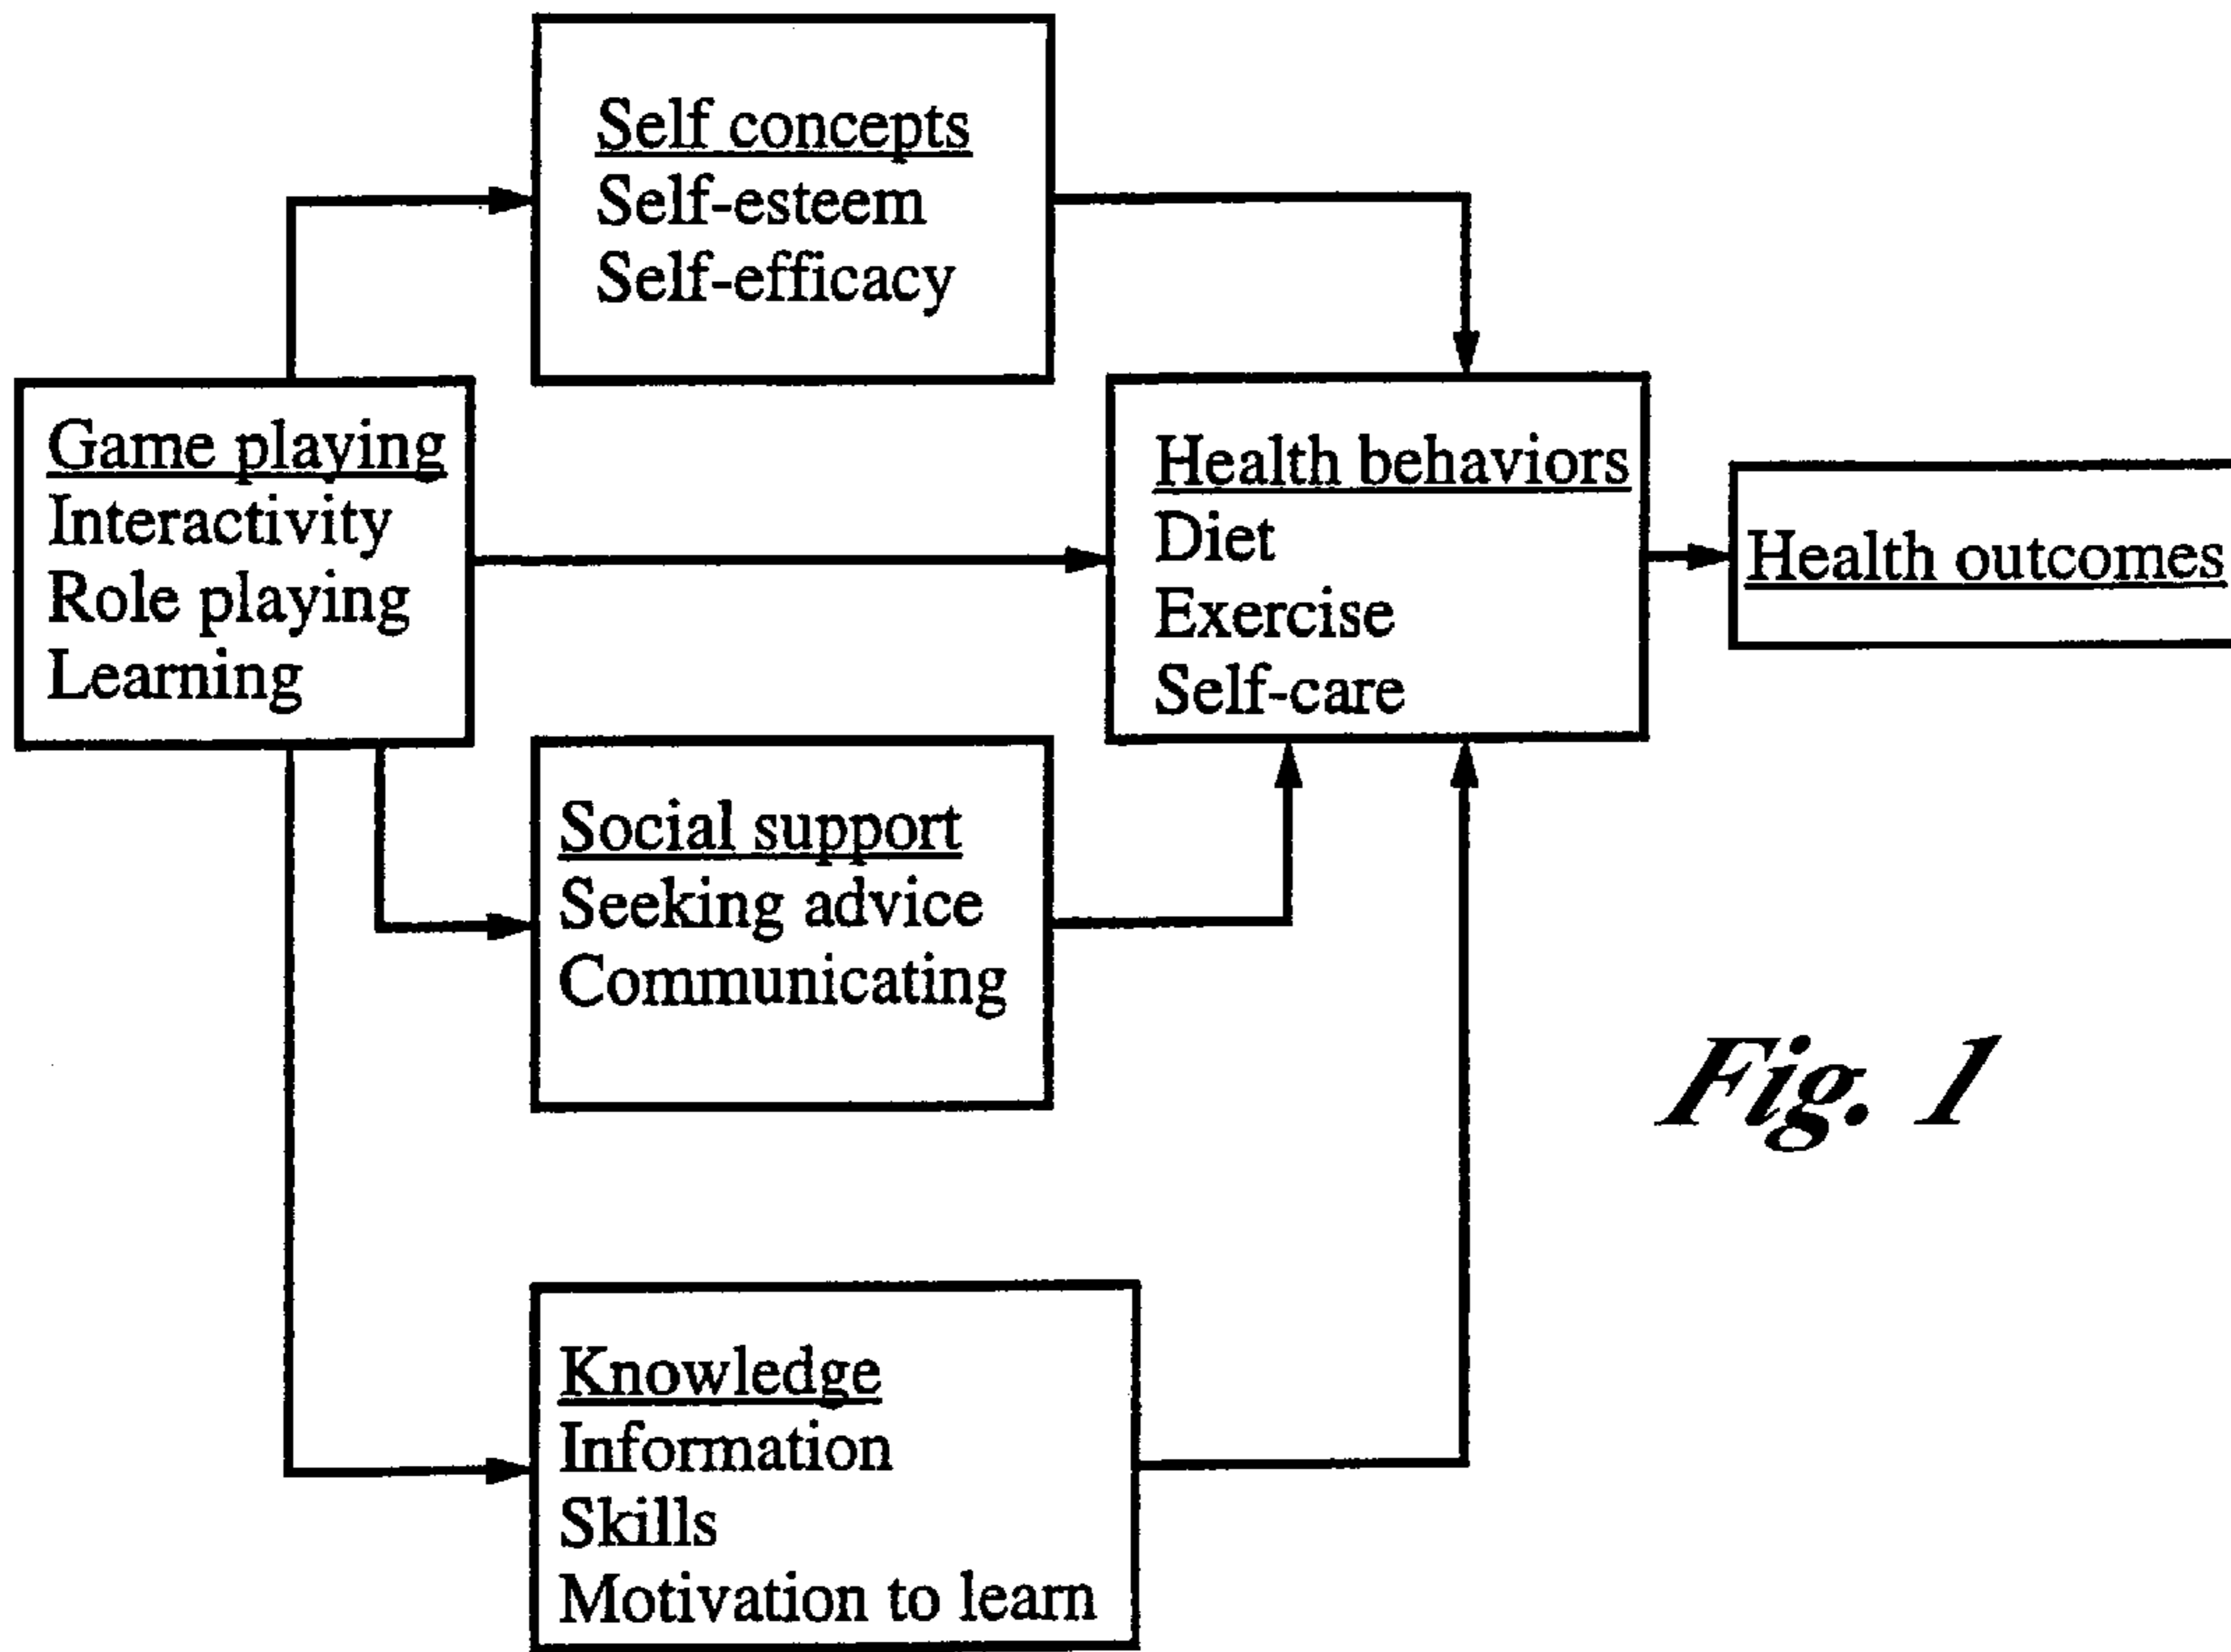 Self concepts
Self-esteem
Self-efficacy
Game playing
Interactivity
Role playing
Learning
Health behaviors
Diet
Exercise
Self-care
Health outcomes
Social support
Seeking advice
Communicating
Fig. 1
Knowledge
Information
Skills
Motivation to learn